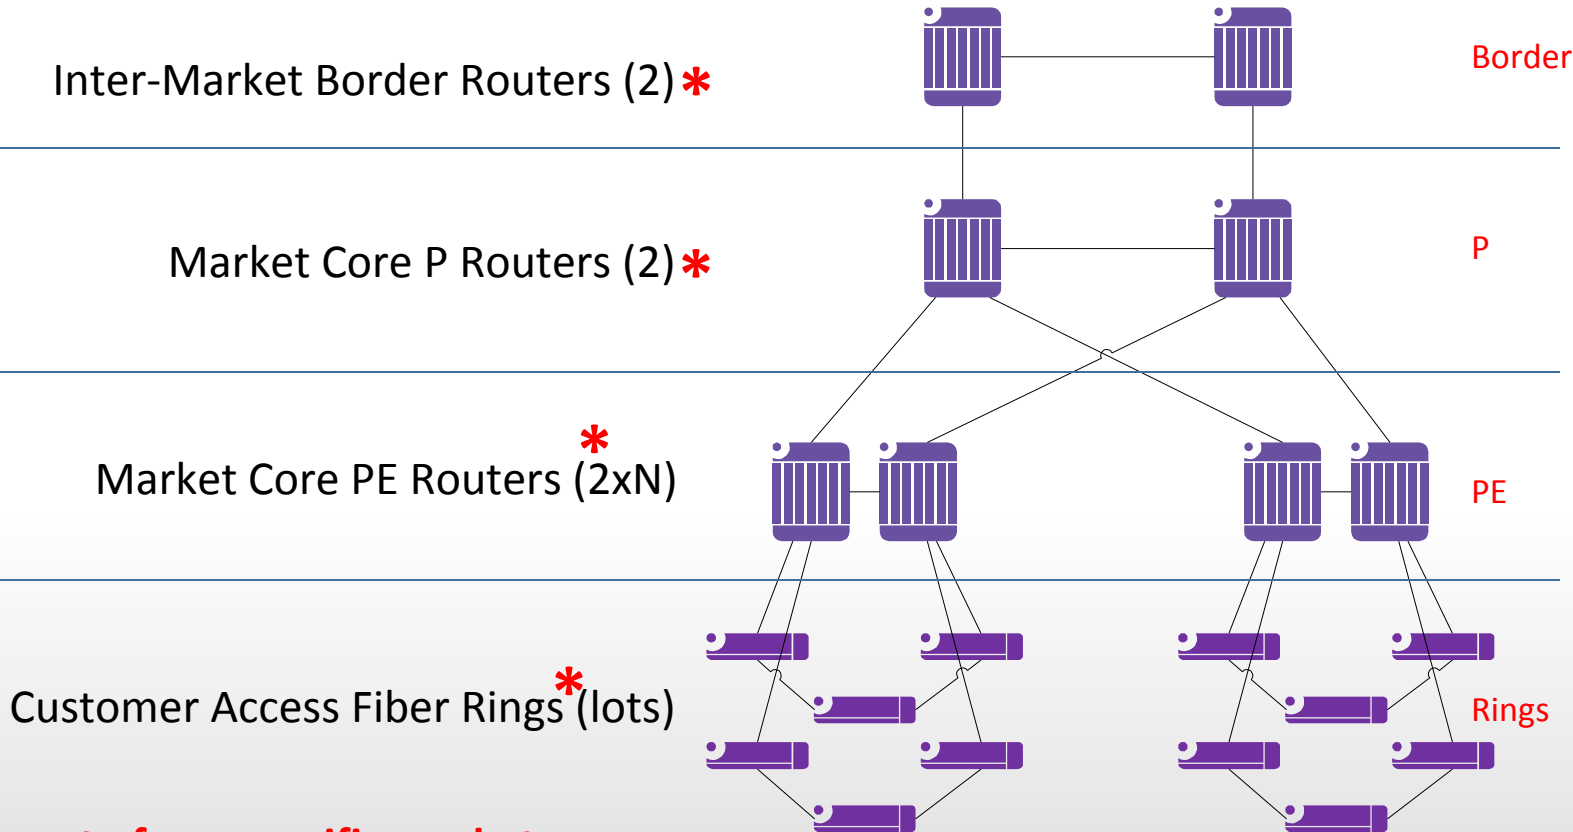 Inter-Market Border Routers (2)* Border
Market Core P Routers (2)* P
*
Market Core PE Routers (2xN) PE
*
Customer Access Fiber Rings (lots) Rings